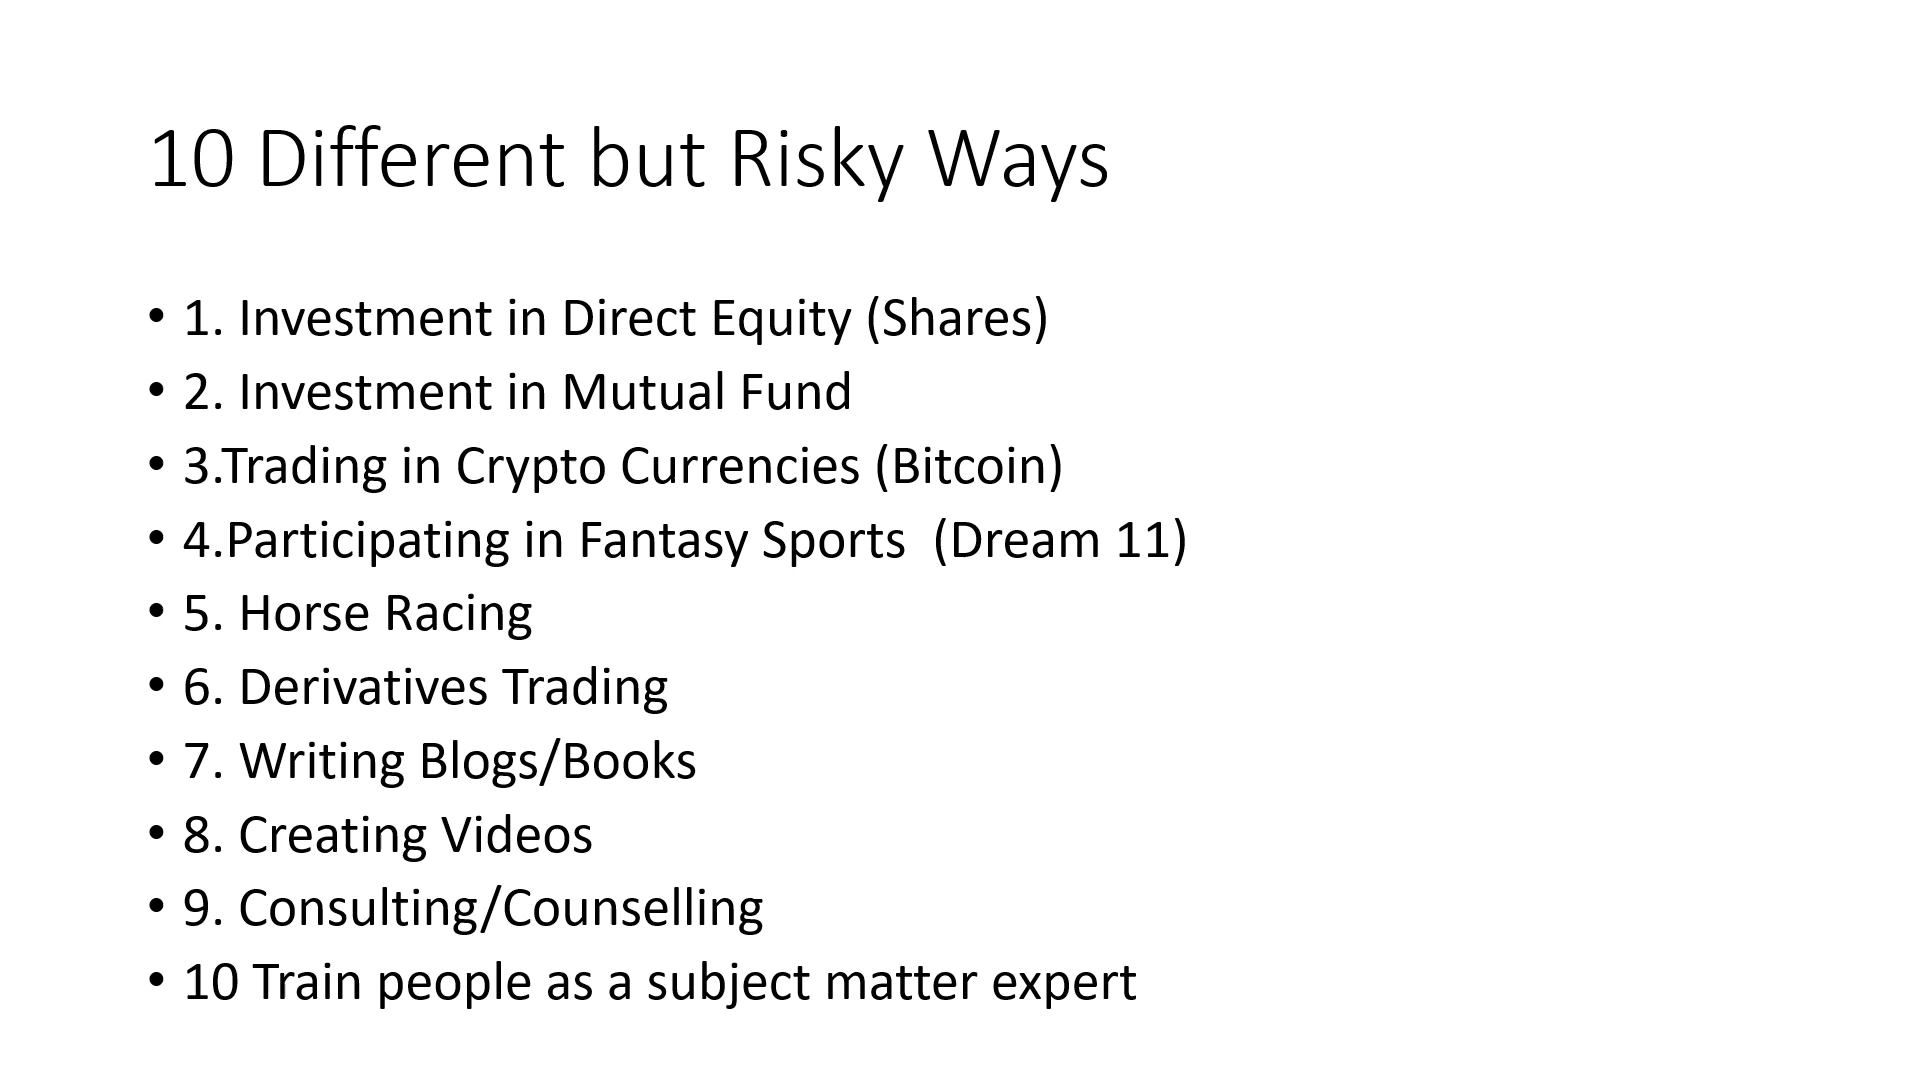 10 Different but Risky Ways
• 1. Investment in Direct Equity (Shares)
• 2. Investment in Mutual Fund
• 3.Trading in Crypto Currencies (Bitcoin)
• 4.Participating in Fantasy Sports  (Dream 11)
• 5. Horse Racing
• 6. Derivatives Trading
• 7. Writing Blogs/Books
• 8. Creating Videos
• 9. Consulting/Counselling
• 10 Train people as a subject matter expert